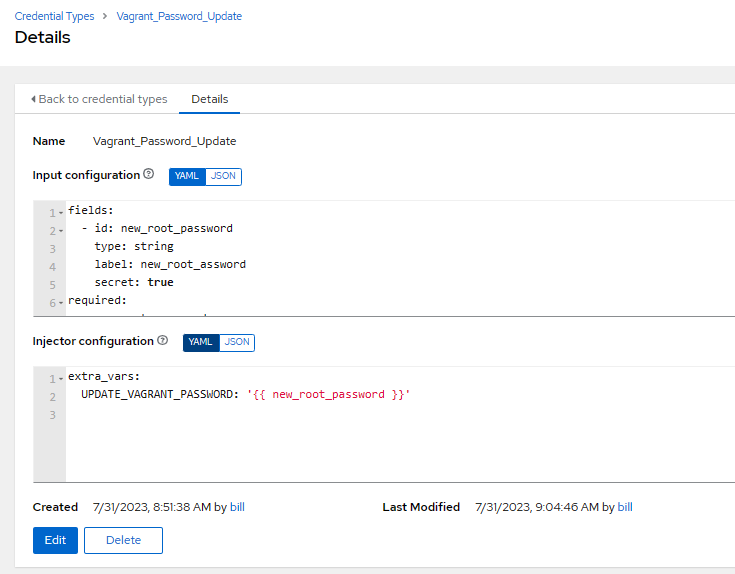 Credential Types > Vagrant_Password_Update
Details
Back to credential types Details
Name Vagrant_Password_Update
Input configuration YAML JSON
1 fields:
2 - id: new_root_password
3 type: string
4 label: new_root_assword
5 secret: true
6 required:
Injector configuration YAML JSON
1 extra_vars:
2 UPDATE_VAGRANT_PASSWORD: '{{ new_root_password }}'
3
Created 7/31/2023, 8:51:38 AM by bill Last Modified 7/31/2023, 9:04:46 AM by bill
Edit Delete